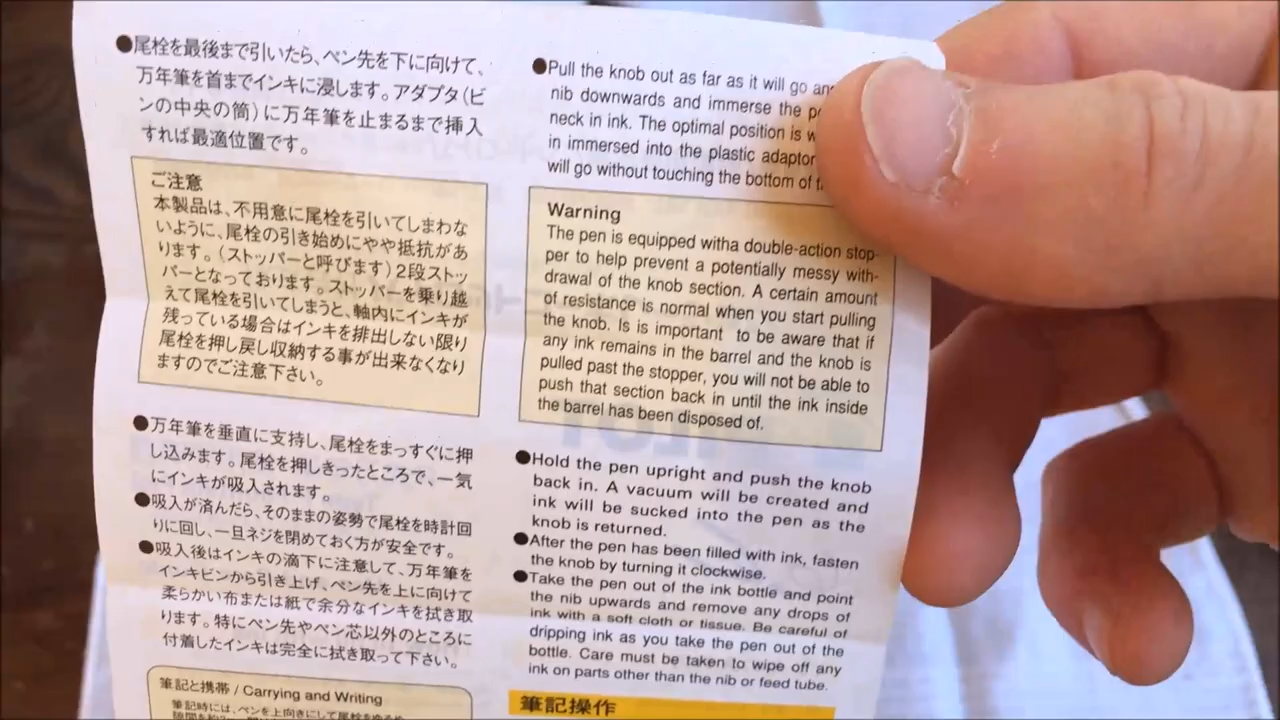 ●尾栓を最後まで引いたら、ペン先を下に向けて、
万年筆を首までインキに浸します。アダプタ(ビ
ンの中央の筒)に万年筆を止まるまで挿入
すれば最適位置です。
ご注意
本製品は、不用意に尾栓を引いてしまわな
いように、尾栓の引き始めにやや抵抗があ
ります。(ストッパーと呼びます)2段ストッ
パーとなっております。ストッパーを乗り越
えて尾栓を引いてしまうと、軸内にインキが
残っている場合はインキを排出しない限り
尾栓を押し戻し収納する事が出来なくなり
ますのでご注意下さい。
●万年筆を垂直に支持し、尾栓をまっすぐに押
し込みます。尾栓を押しきったところで、一気
にインキが吸入されます。
●吸入が済んだら、そのままの姿勢で尾栓を時計回
りに回し、一旦ネジを閉めておく方が安全です。
●吸入後はインキの滴下に注意して、万年筆を
インキビンから引き上げ、ペン先を上に向けて
柔らかい布または紙で余分なインキを拭き取
ります。特にペン先やペン芯以外のところに
付着したインキは完全に拭き取って下さい。
筆記と携帯 / Carrying and Writing
筆記時には、ペンを上向きにして尾栓を
●Pull the knob out as far as it will go
nib downwards and immerse the
neck in ink. The optimal position is
in immersed into the plastic adaptor
will go without touching the bottom of
Warning
The pen is equipped witha double-action stop-
per to help prevent a potentially messy with-
drawal of the knob section. A certain amount
of resistance is normal when you start pulling
the knob. Is is important to be aware that if
any ink remains in the barrel and the knob is
pulled past the stopper, you will not be able to
push that section back in until the ink inside
the barrel has been disposed of.
●Hold the pen upright and push the knob
back in. A vacuum will be created and
ink will be sucked into the pen as the
knob is returned.
●After the pen has been filled with ink, fasten
the knob by turning it clockwise.
●Take the pen out of the ink bottle and point
the nib upwards and remove any drops of
ink with a soft cloth or tissue. Be careful of
dripping ink as you take the pen out of the
bottle. Care must be taken to wipe off any
ink on parts other than the nib or feed tube.
筆記操作